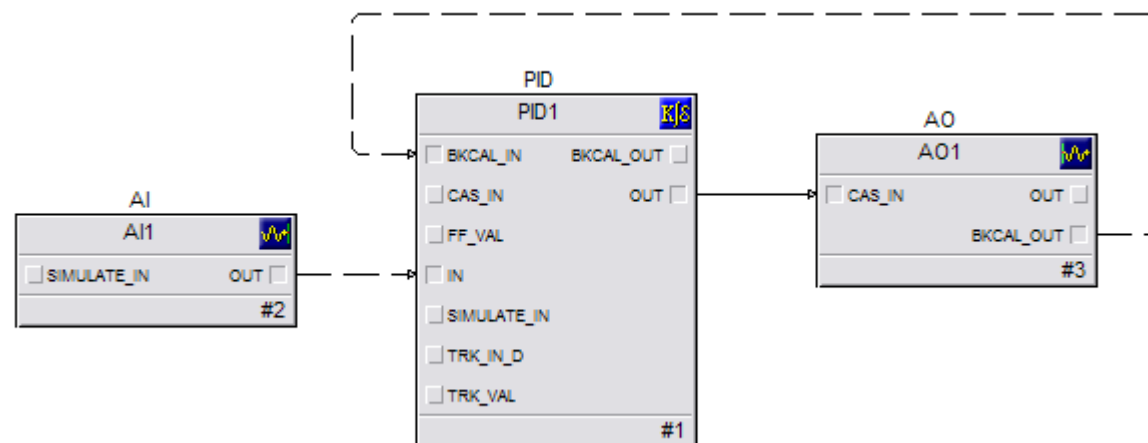 AI
AI1
SIMULATE_IN OUT
#2
PID
PID1
BKCAL_IN BKCAL_OUT
CAS_IN OUT
FF_VAL
IN
SIMULATE_IN
TRK_IN_D
TRK_VAL
#1
AO
AO1
CAS_IN OUT
BKCAL_OUT
#3